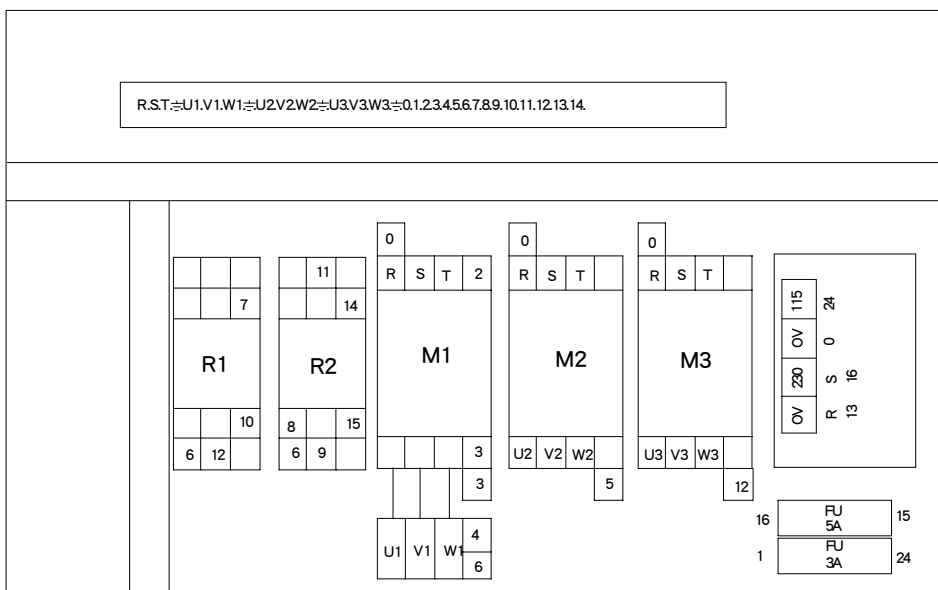 R.S.T.⏚U1.V1.W1.⏚U2.V2.W2⏚U3.V3.W3.⏚0.1.2.3.4.5.6.7.8.9.10.11.12.13.14.
0 0 0
11 R S T 2 R S T R S T
7 14
115 24
0V 0
230 S 16
0V R 13
R1 R2 M1 M2 M3
10 8 15
6 12 6 9 3 U2 V2 W2 U3 V3 W3
3 5 12
16 FU 5A 15
U1 V1 W1 4
6
1 FU 3A 24